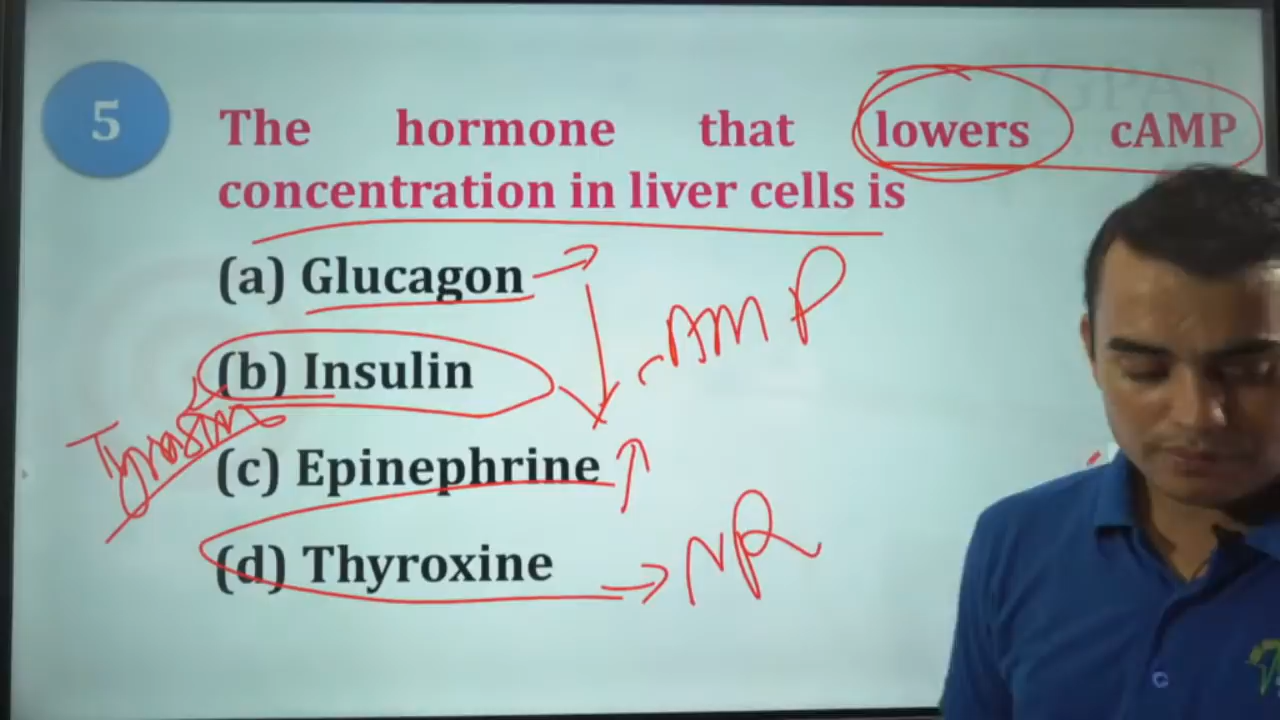 5
The hormone that lowers cAMP
concentration in liver cells is
(a) Glucagon
cAMP
(b) Insulin
(c) Epinephrine
(d) Thyroxine
NR